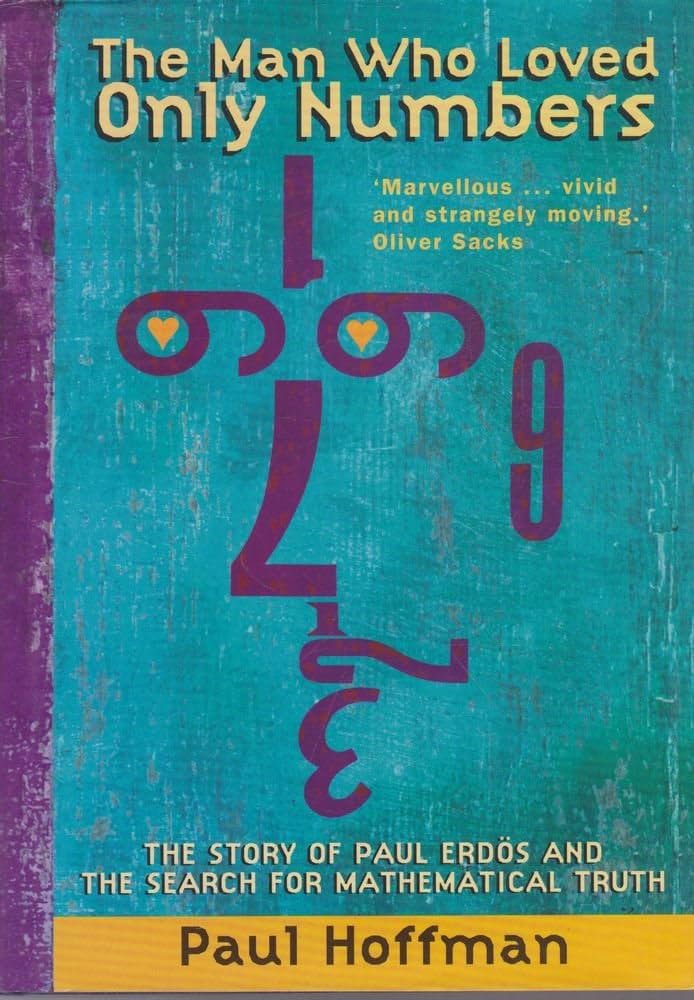 The Man Who Loved
Only Numbers
‘Marvellous ... vivid
and strangely moving.’
Oliver Sacks
9
THE STORY OF PAUL ERDÖS AND
THE SEARCH FOR MATHEMATICAL TRUTH
Paul Hoffman